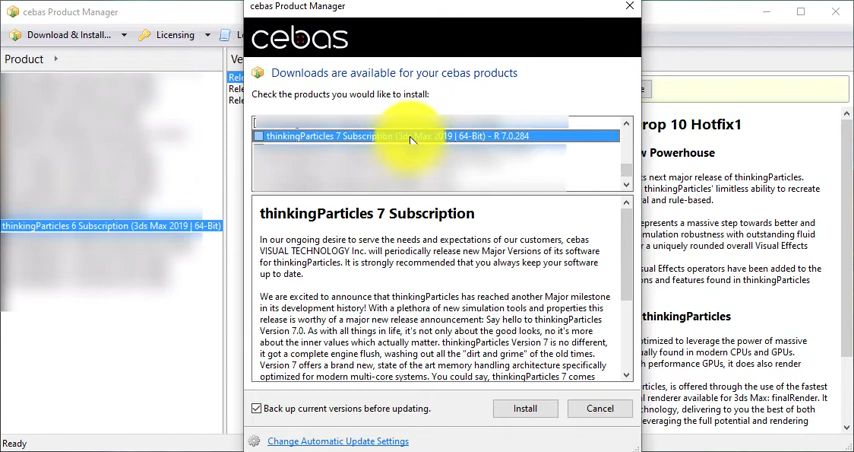 cebas Product Manager
cebas Product Manager
Download & Install...
Licensing
Product
cebas
Downloads are available for your cebas products
Check the products you would like to install:
thinkingParticles 7 Subscription (3ds Max 2019 | 64-Bit) - R 7.0.284
thinkingParticles 6 Subscription (3ds Max 2019 | 64-Bit)
thinkingParticles 7 Subscription
In our ongoing desire to serve the needs and expectations of our customers, cebas
VISUAL TECHNOLOGY Inc. will periodically release new Major Versions of its software
for thinkingParticles. It is strongly recommended that you always keep your software
up to date.
We are excited to announce that thinkingParticles has reached another Major milestone
in its development history! With a plethora of new simulation tools and properties this
release is worthy of a major new release announcement: Say hello to thinkingParticles
Version 7.0. As with all things in life, it's not only about the good looks, no it's more
about the inner values which actually matter. thinkingParticles Version 7 is no different,
it got a complete engine flush, washing out all the "dirt and grime" of the old times.
Version 7 offers a brand new, state of the art memory handling architecture specifically
optimized for modern multi-core systems. You could say, thinkingParticles 7 comes
Back up current versions before updating.
Install
Cancel
Change Automatic Update Settings
Ready
rop 10 Hotfix1
w Powerhouse
s next major release of thinkingParticles.
thinkingParticles' limitless ability to recreate
l and rule-based.
epresents a massive step towards better and
mulation robustness with outstanding fluid
r a uniquely rounded overall Visual Effects
sual Effects operators have been added to the
ons and features found in thinkingParticles
thinkingParticles
ptimized to leverage the power of massive
ually found in modern CPUs and GPUs.
h performance GPUs, it does also render
articles, is offered through the use of the fastest
al renderer available for 3ds Max: finalRender. It
chnology, delivering to you the best of both
everaging the full potential and rendering